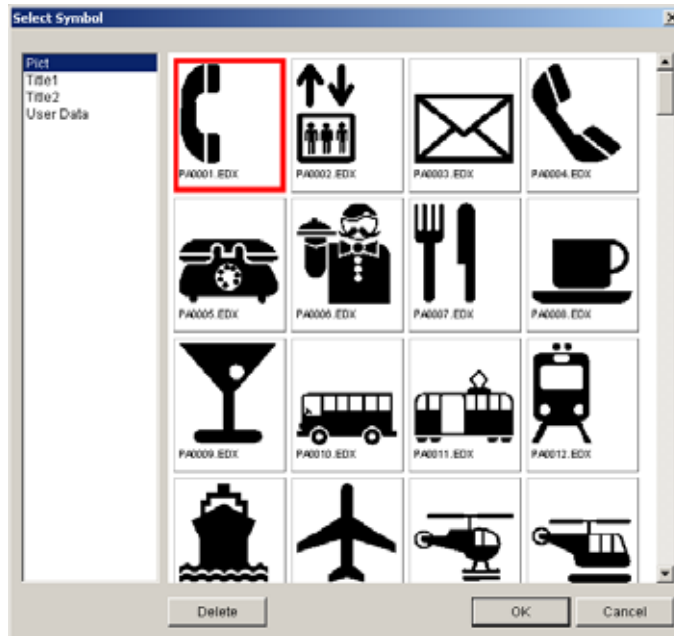 Select Symbol
Pict
Title1
Title2
User Data
PA0001.EDX
PA0002.EDX
PA0003.EDX
PA0004.EDX
PA0005.EDX
PA0006.EDX
PA0007.EDX
PA0008.EDX
PA0009.EDX
PA0010.EDX
PA0011.EDX
PA0012.EDX
Delete
OK
Cancel